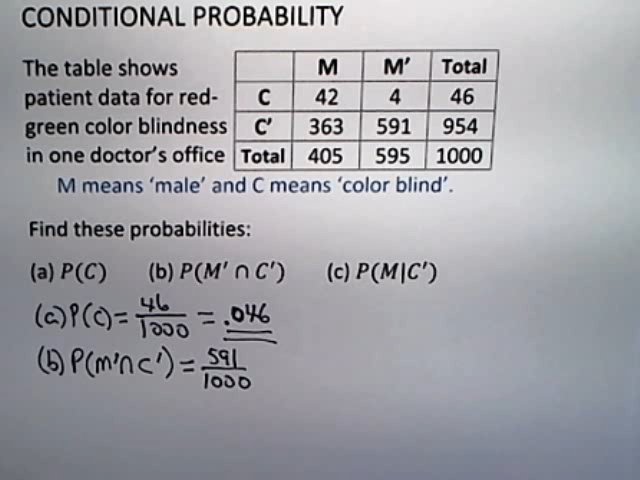 CONDITIONAL PROBABILITY
The table shows
patient data for red-
green color blindness
in one doctor's office
M M′ Total
C 42 4 46
C′ 363 591 954
Total 405 595 1000
M means 'male' and C means 'color blind'.
Find these probabilities:
(a) P(C) (b) P(M′ ∩ C′) (c) P(M|C′)
(a) P(C) = 46/1000 = .046
(b) P(M′∩C′) = 591/1000